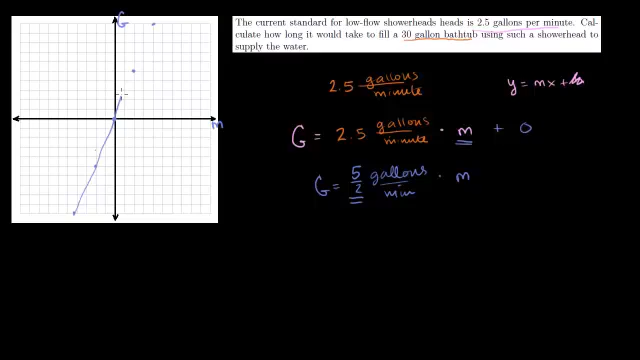 The current standard for low-flow showerheads heads is 2.5 gallons per minute. Cal-
culate how long it would take to fill a 30 gallon bathtub using such a showerhead to
supply the water.
G
m
2.5 gallons/minute
y = mx + b
G = 2.5 gallons/minute · m + 0
G = 5/2 gallons/min · m